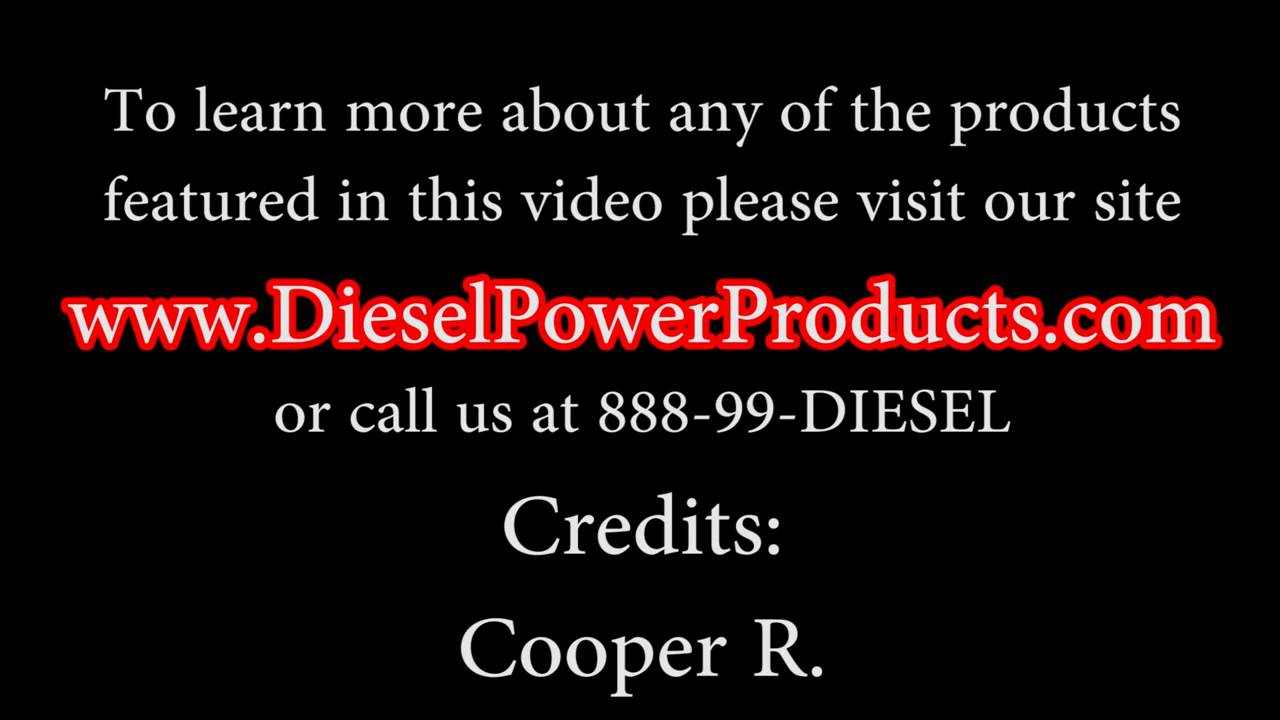 To learn more about any of the products
featured in this video please visit our site
www.DieselPowerProducts.com
or call us at 888-99-DIESEL
Credits:
Cooper R.